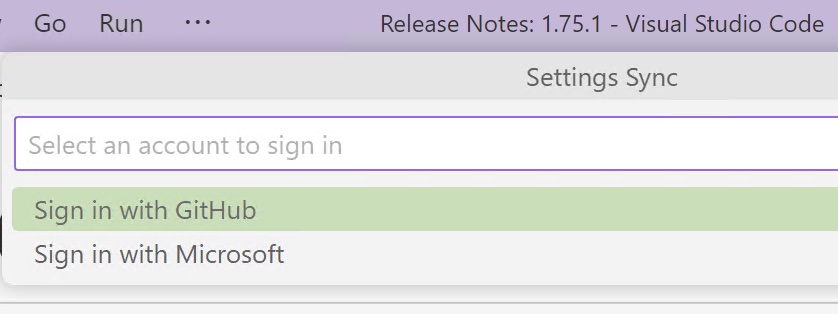 Go Run ··· Release Notes: 1.75.1 - Visual Studio Code
Settings Sync
Select an account to sign in
Sign in with GitHub
Sign in with Microsoft